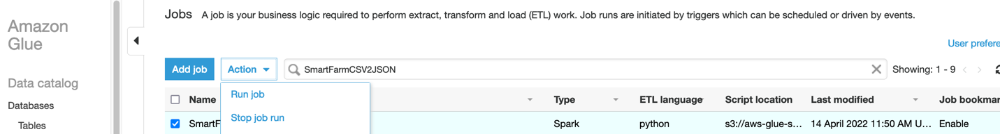 Jobs A job is your business logic required to perform extract, transform and load (ETL) work. Job runs are initiated by triggers which can be scheduled or driven by events.
Amazon
Glue
User prefere
Add job Action SmartFarmCSV2JSON Showing: 1 - 9
Data catalog
Run job
Name Type ETL language Script location Last modified Job bookmar
Databases
Stop job run
SmartF Spark python s3://aws-glue-s... 14 April 2022 11:50 AM U... Enable
Tables